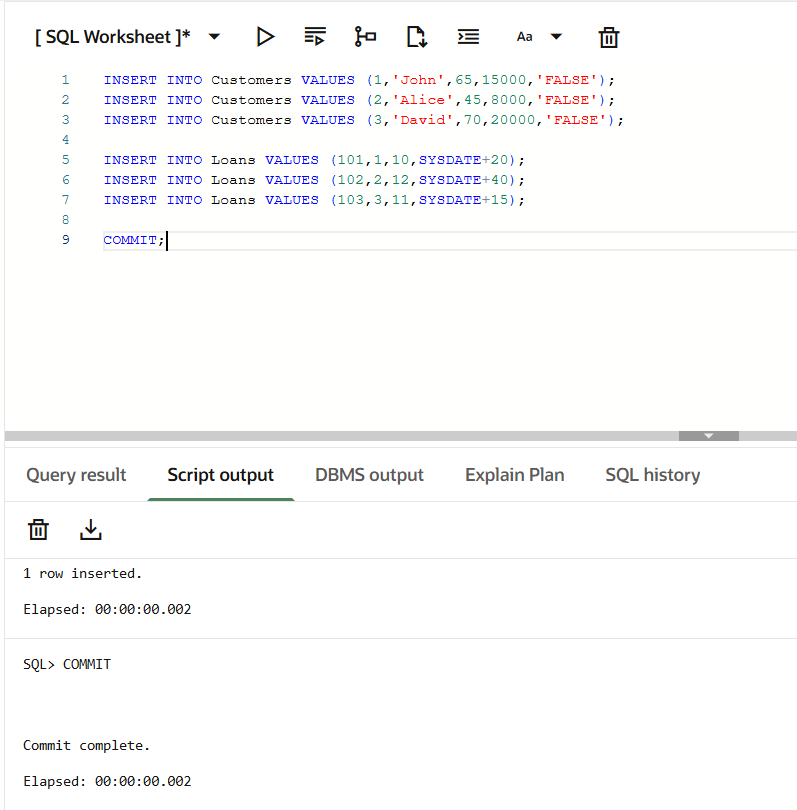 [ SQL Worksheet ]* Aa
1 INSERT INTO Customers VALUES (1,'John',65,15000,'FALSE');
2 INSERT INTO Customers VALUES (2,'Alice',45,8000,'FALSE');
3 INSERT INTO Customers VALUES (3,'David',70,20000,'FALSE');
4
5 INSERT INTO Loans VALUES (101,1,10,SYSDATE+20);
6 INSERT INTO Loans VALUES (102,2,12,SYSDATE+40);
7 INSERT INTO Loans VALUES (103,3,11,SYSDATE+15);
8
9 COMMIT;
Query result Script output DBMS output Explain Plan SQL history
1 row inserted.
Elapsed: 00:00:00.002
SQL> COMMIT
Commit complete.
Elapsed: 00:00:00.002